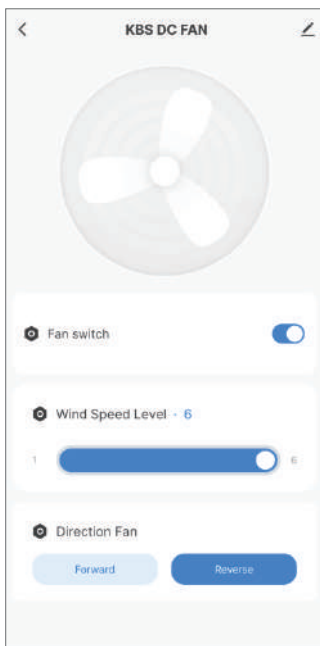 KBS DC FAN
Fan switch
Wind Speed Level · 6
1 6
Direction Fan
Forward Reverse